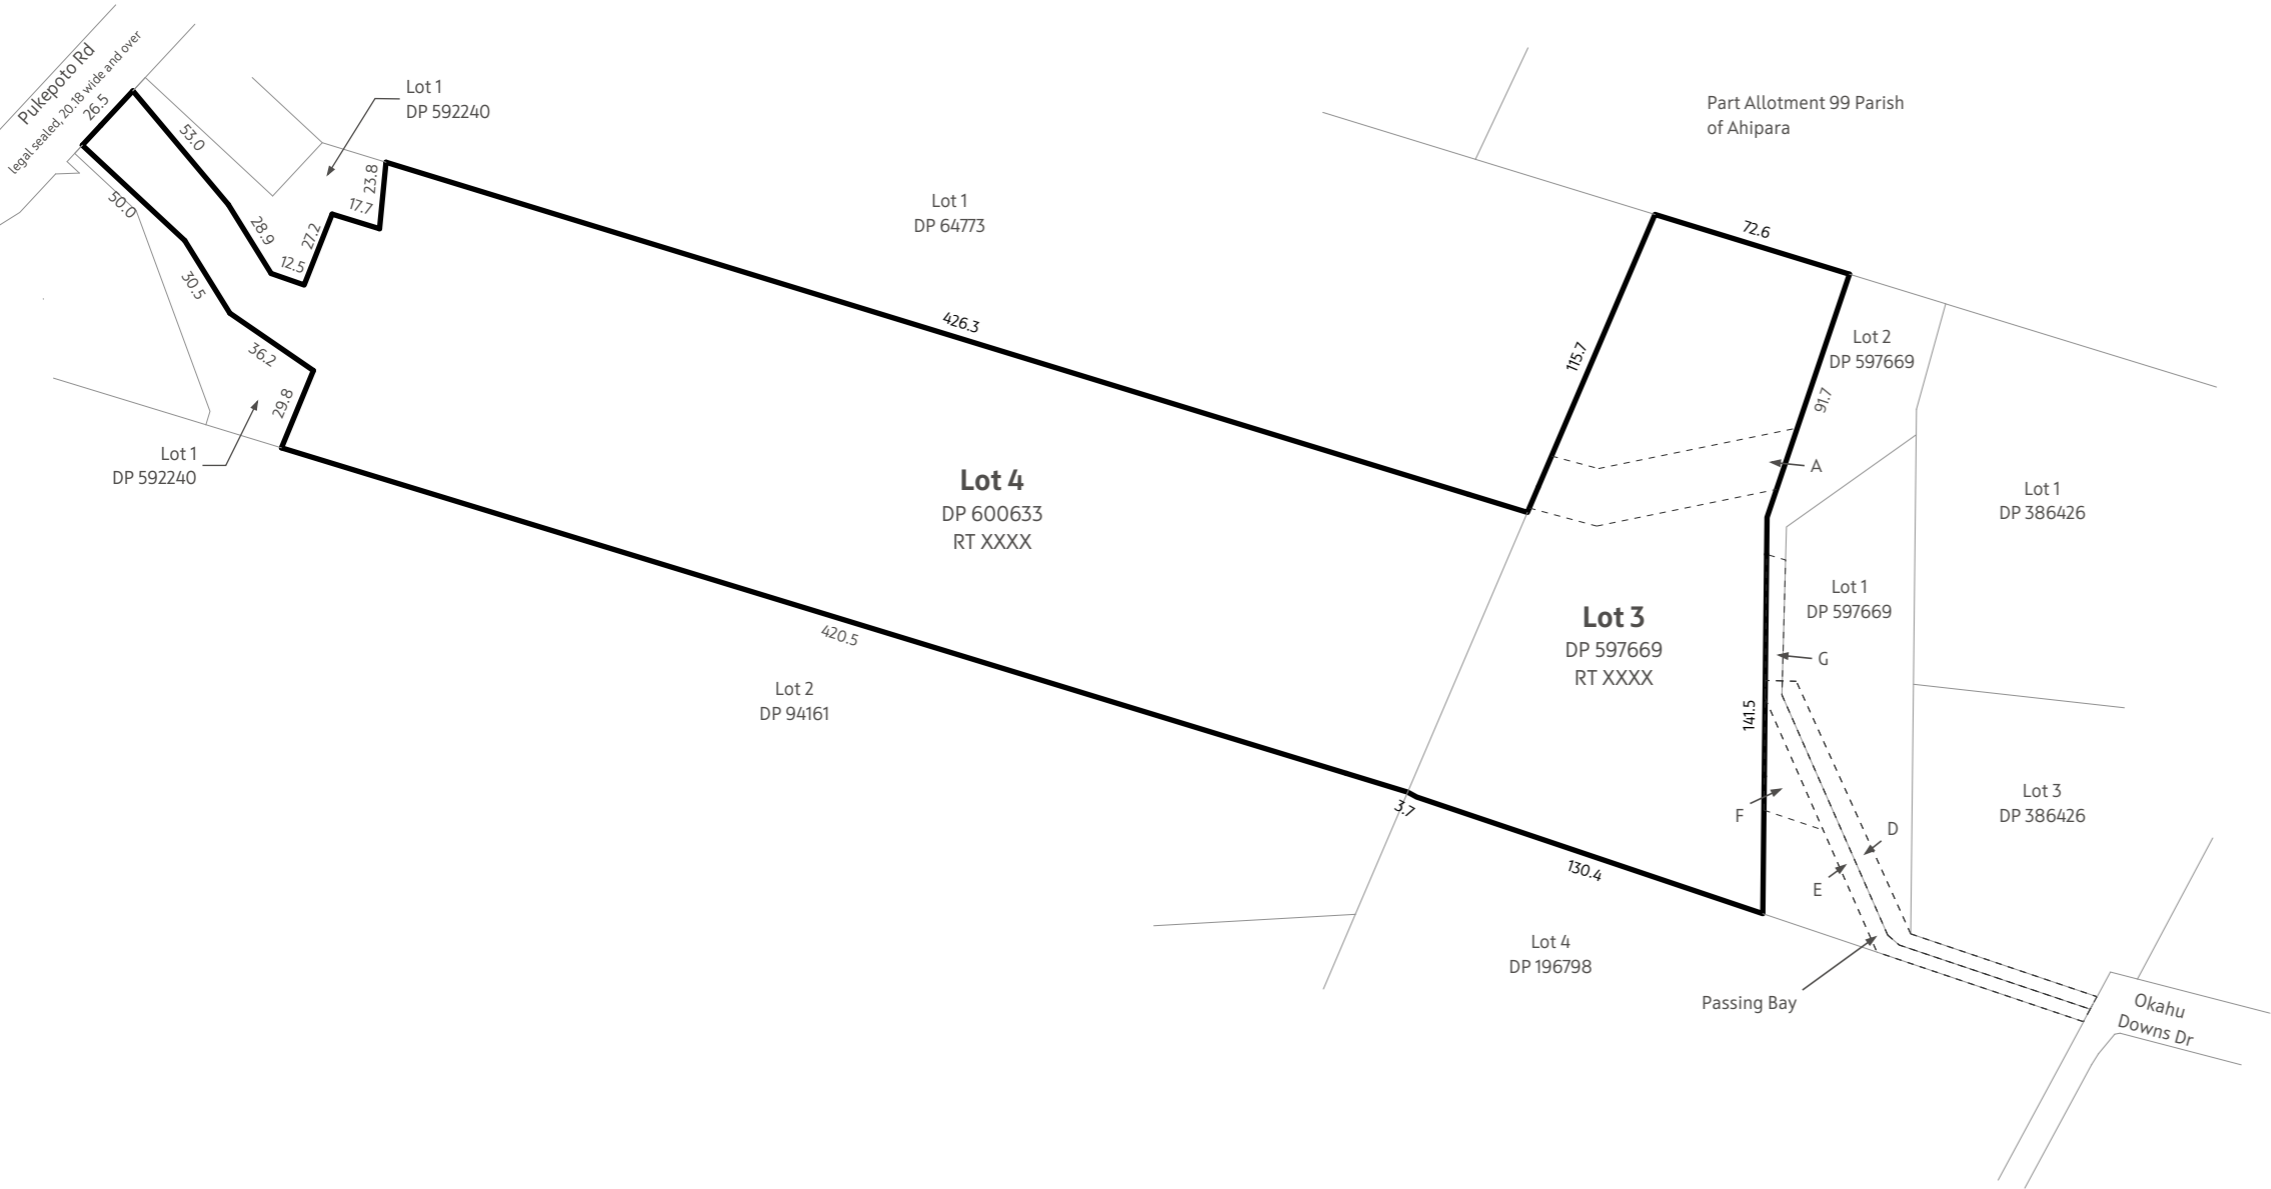 Pukepoto Rd
legal sealed, 20.18 wide and over
26.5
53.0
50.0
28.9
30.5
12.5
27.2
17.7
23.8
36.2
29.8
Lot 1
DP 592240
Lot 1
DP 592240
Lot 1
DP 64773
426.3
Lot 4
DP 600633
RT XXXX
420.5
Lot 2
DP 94161
Part Allotment 99 Parish
of Ahipara
72.6
115.7
91.7
Lot 2
DP 597669
A
Lot 1
DP 386426
Lot 3
DP 597669
RT XXXX
Lot 1
DP 597669
G
141.5
F
D
E
Lot 3
DP 386426
3.7
130.4
Lot 4
DP 196798
Passing Bay
Okahu
Downs Dr